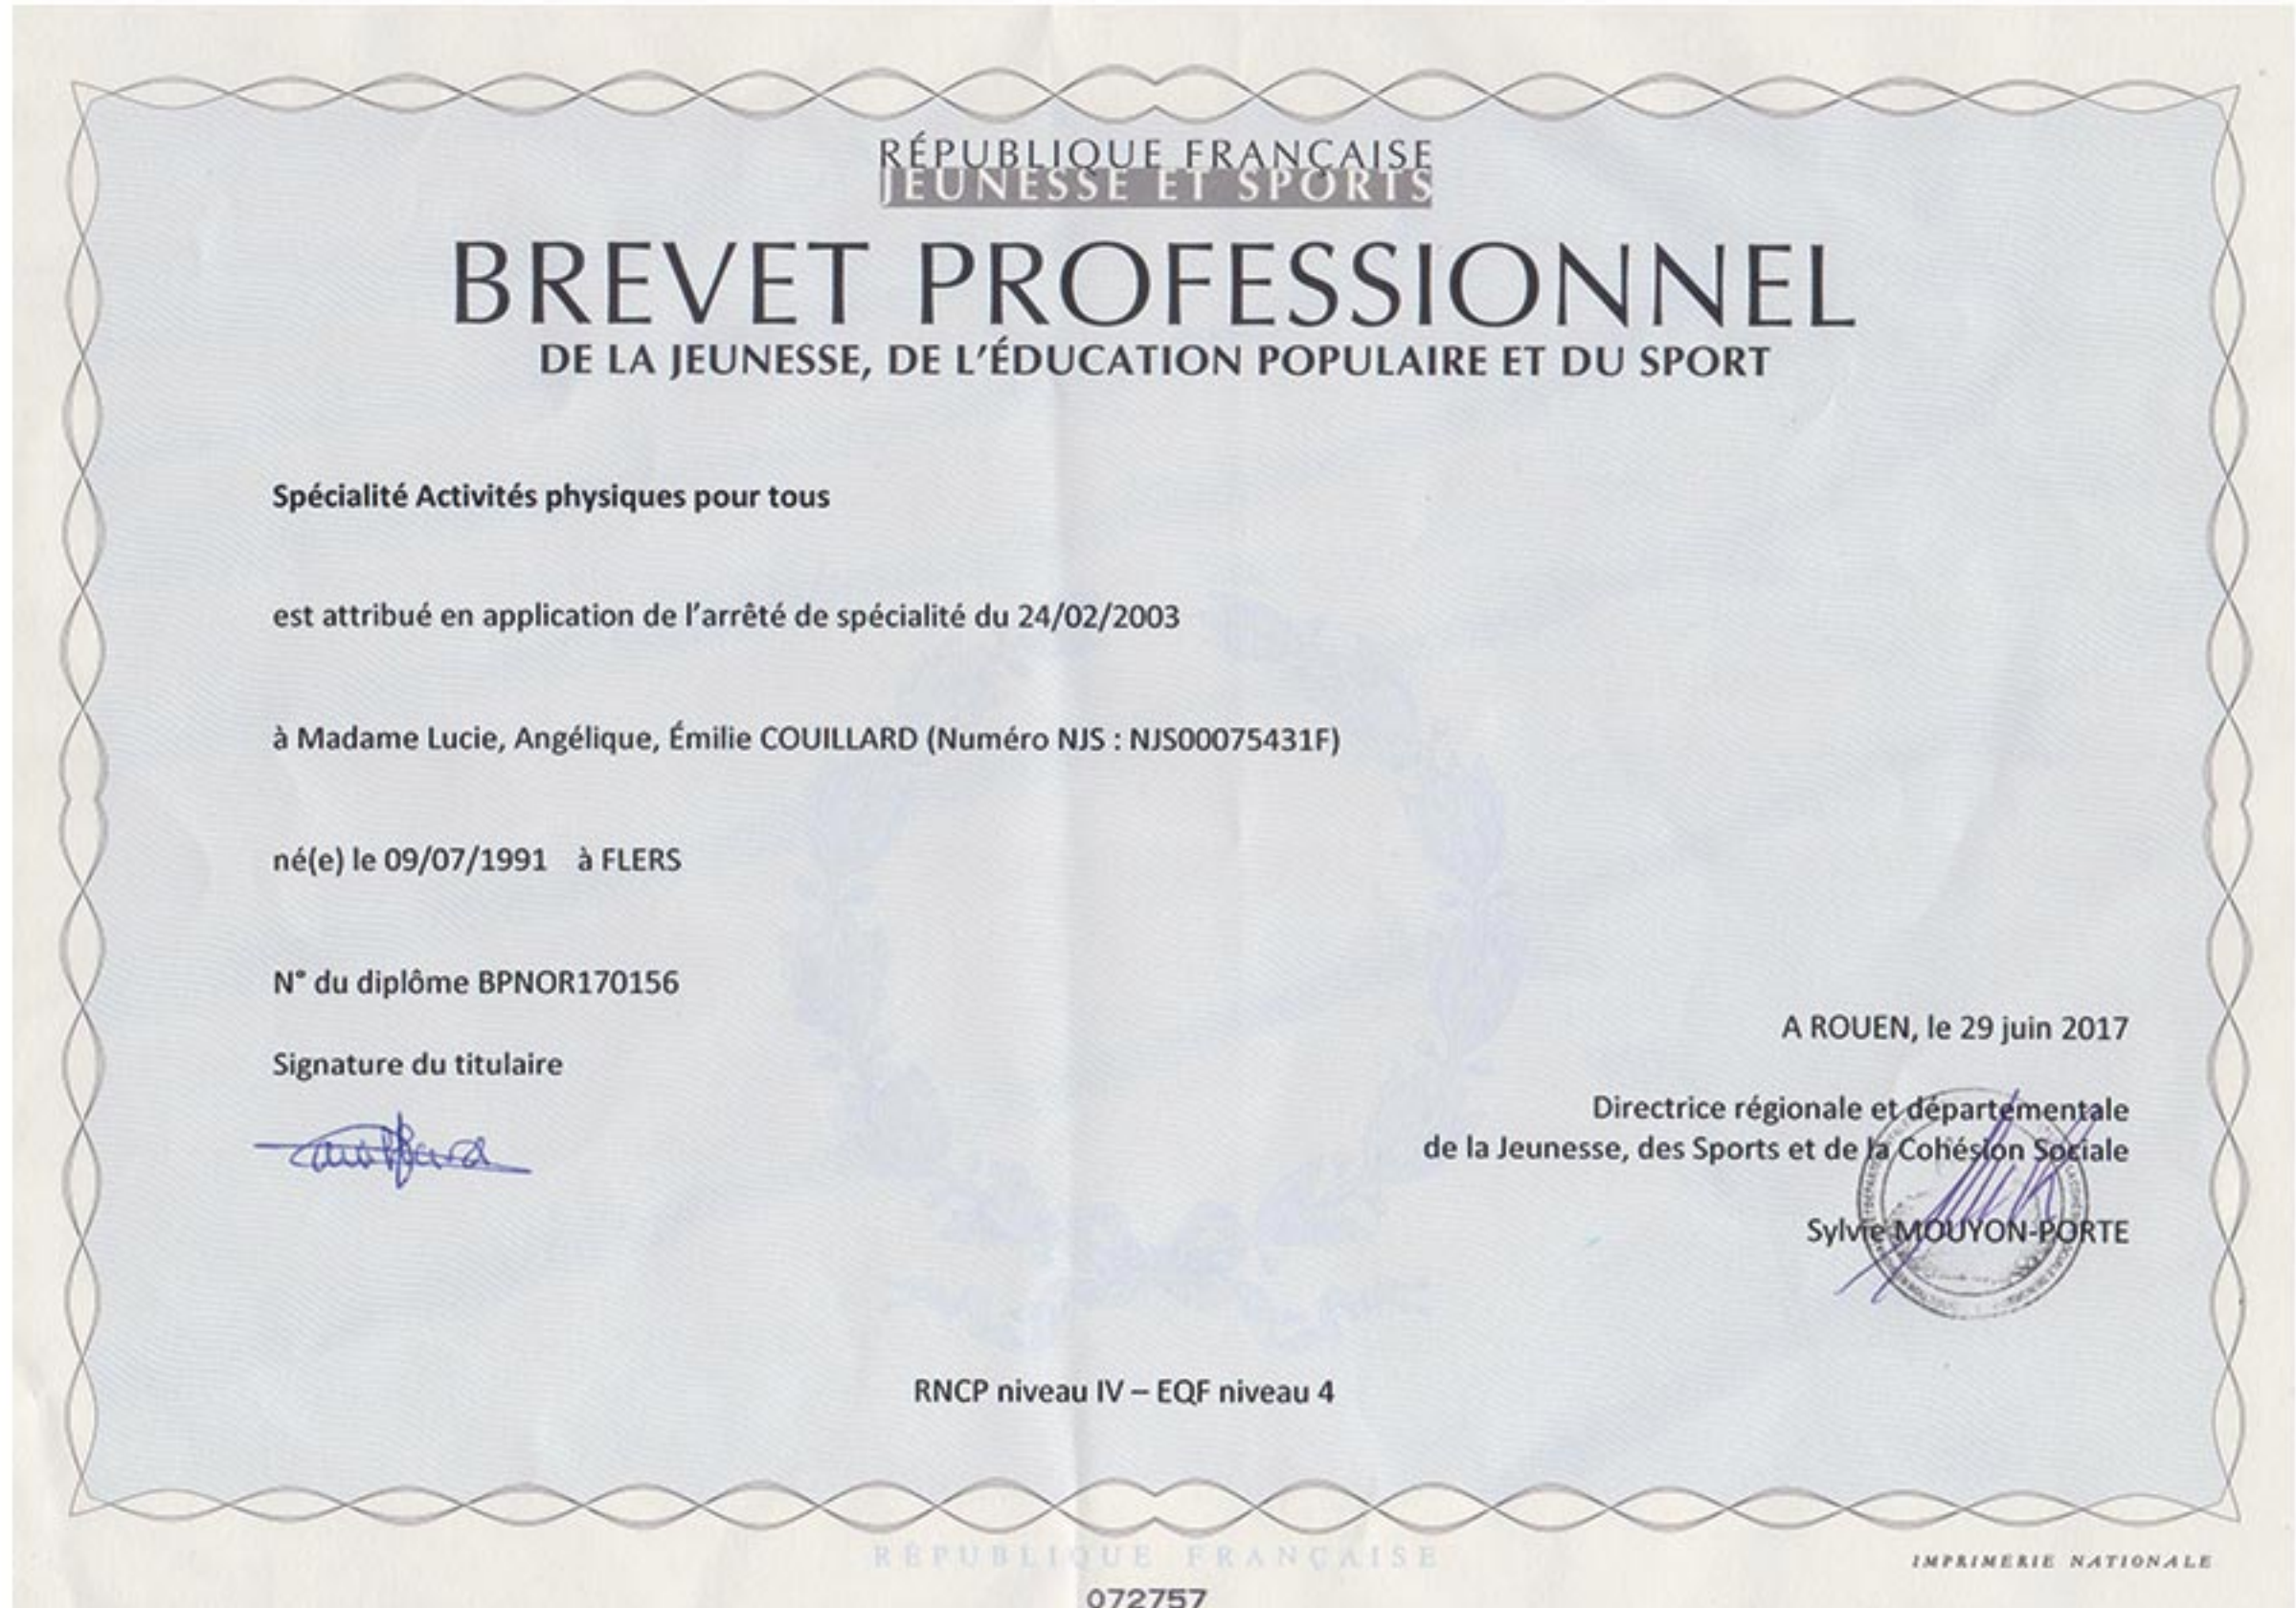 RÉPUBLIQUE FRANÇAISE
JEUNESSE ET SPORTS
BREVET PROFESSIONNEL
DE LA JEUNESSE, DE L'ÉDUCATION POPULAIRE ET DU SPORT
Spécialité Activités physiques pour tous
est attribué en application de l'arrêté de spécialité du 24/02/2003
à Madame Lucie, Angélique, Émilie COUILLARD (Numéro NJS : NJS00075431F)
né(e) le 09/07/1991 à FLERS
N° du diplôme BPNOR170156
Signature du titulaire
A ROUEN, le 29 juin 2017
Directrice régionale et départementale
de la Jeunesse, des Sports et de la Cohésion Sociale
Sylvie MOUYON-PORTE
RNCP niveau IV – EQF niveau 4
RÉPUBLIQUE FRANÇAISE
IMPRIMERIE NATIONALE
072757